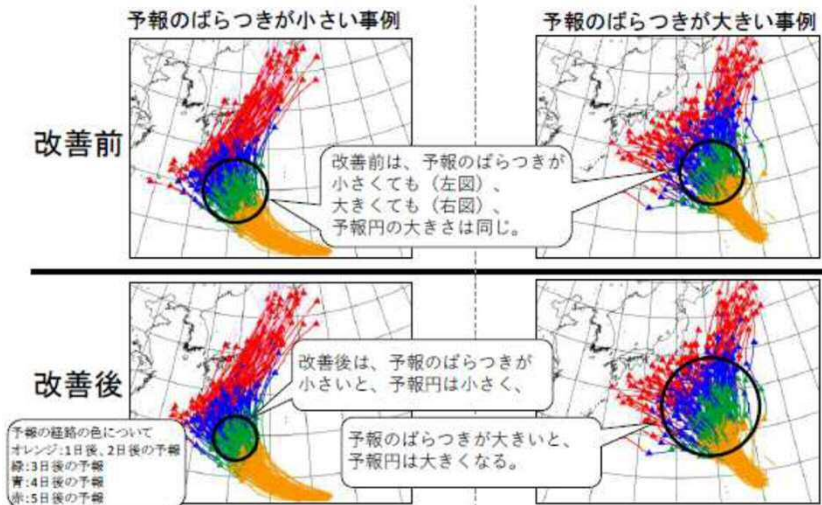 予報のばらつきが小さい事例
予報のばらつきが大きい事例
改善前
改善前は、予報のばらつきが
小さくても（左図）、
大きくても（右図）、
予報円の大きさは同じ。
改善後
改善後は、予報のばらつきが
小さいと、予報円は小さく、
予報のばらつきが大きいと、
予報円は大きくなる。
予報の経路の色について
オレンジ:1日後、2日後の予報
緑:3日後の予報
青:4日後の予報
赤:5日後の予報